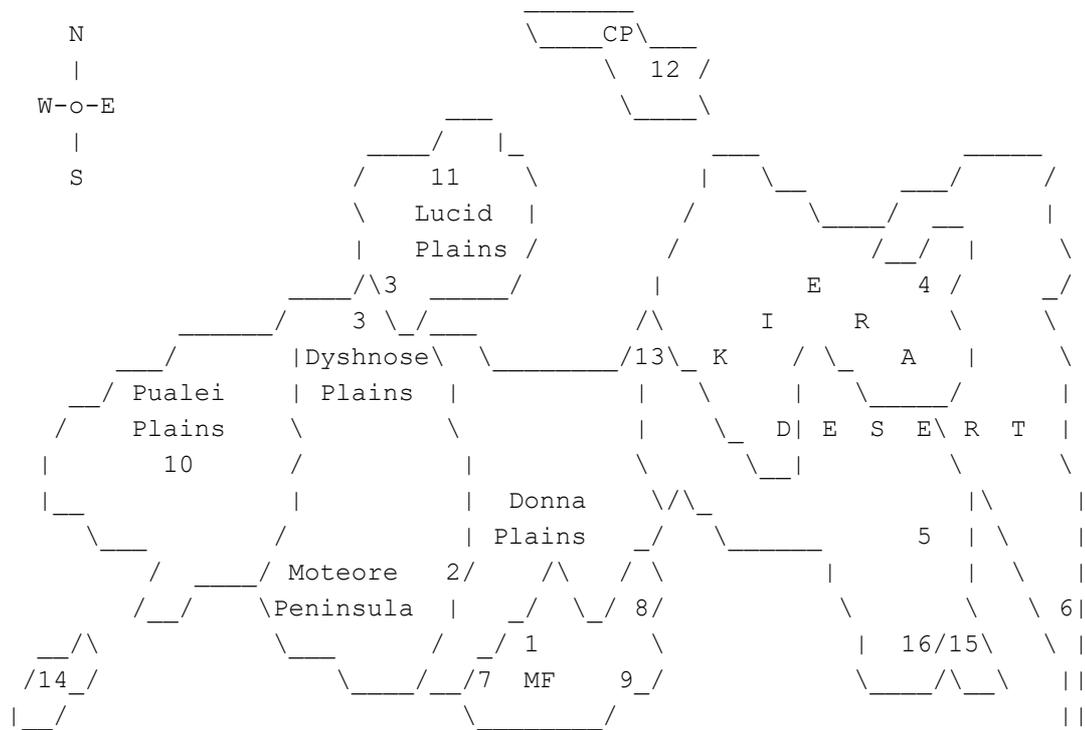 N
CP
12
W-o-E
S
11
Lucid
Plains
3
E 4
3
I R
Dyshnose
13 K A
Pualei
Plains
Plains
D E S E R T
10
Donna
Plains
5
Moteore
2
Peninsula
8
6
1
16/15
14
7 MF 9